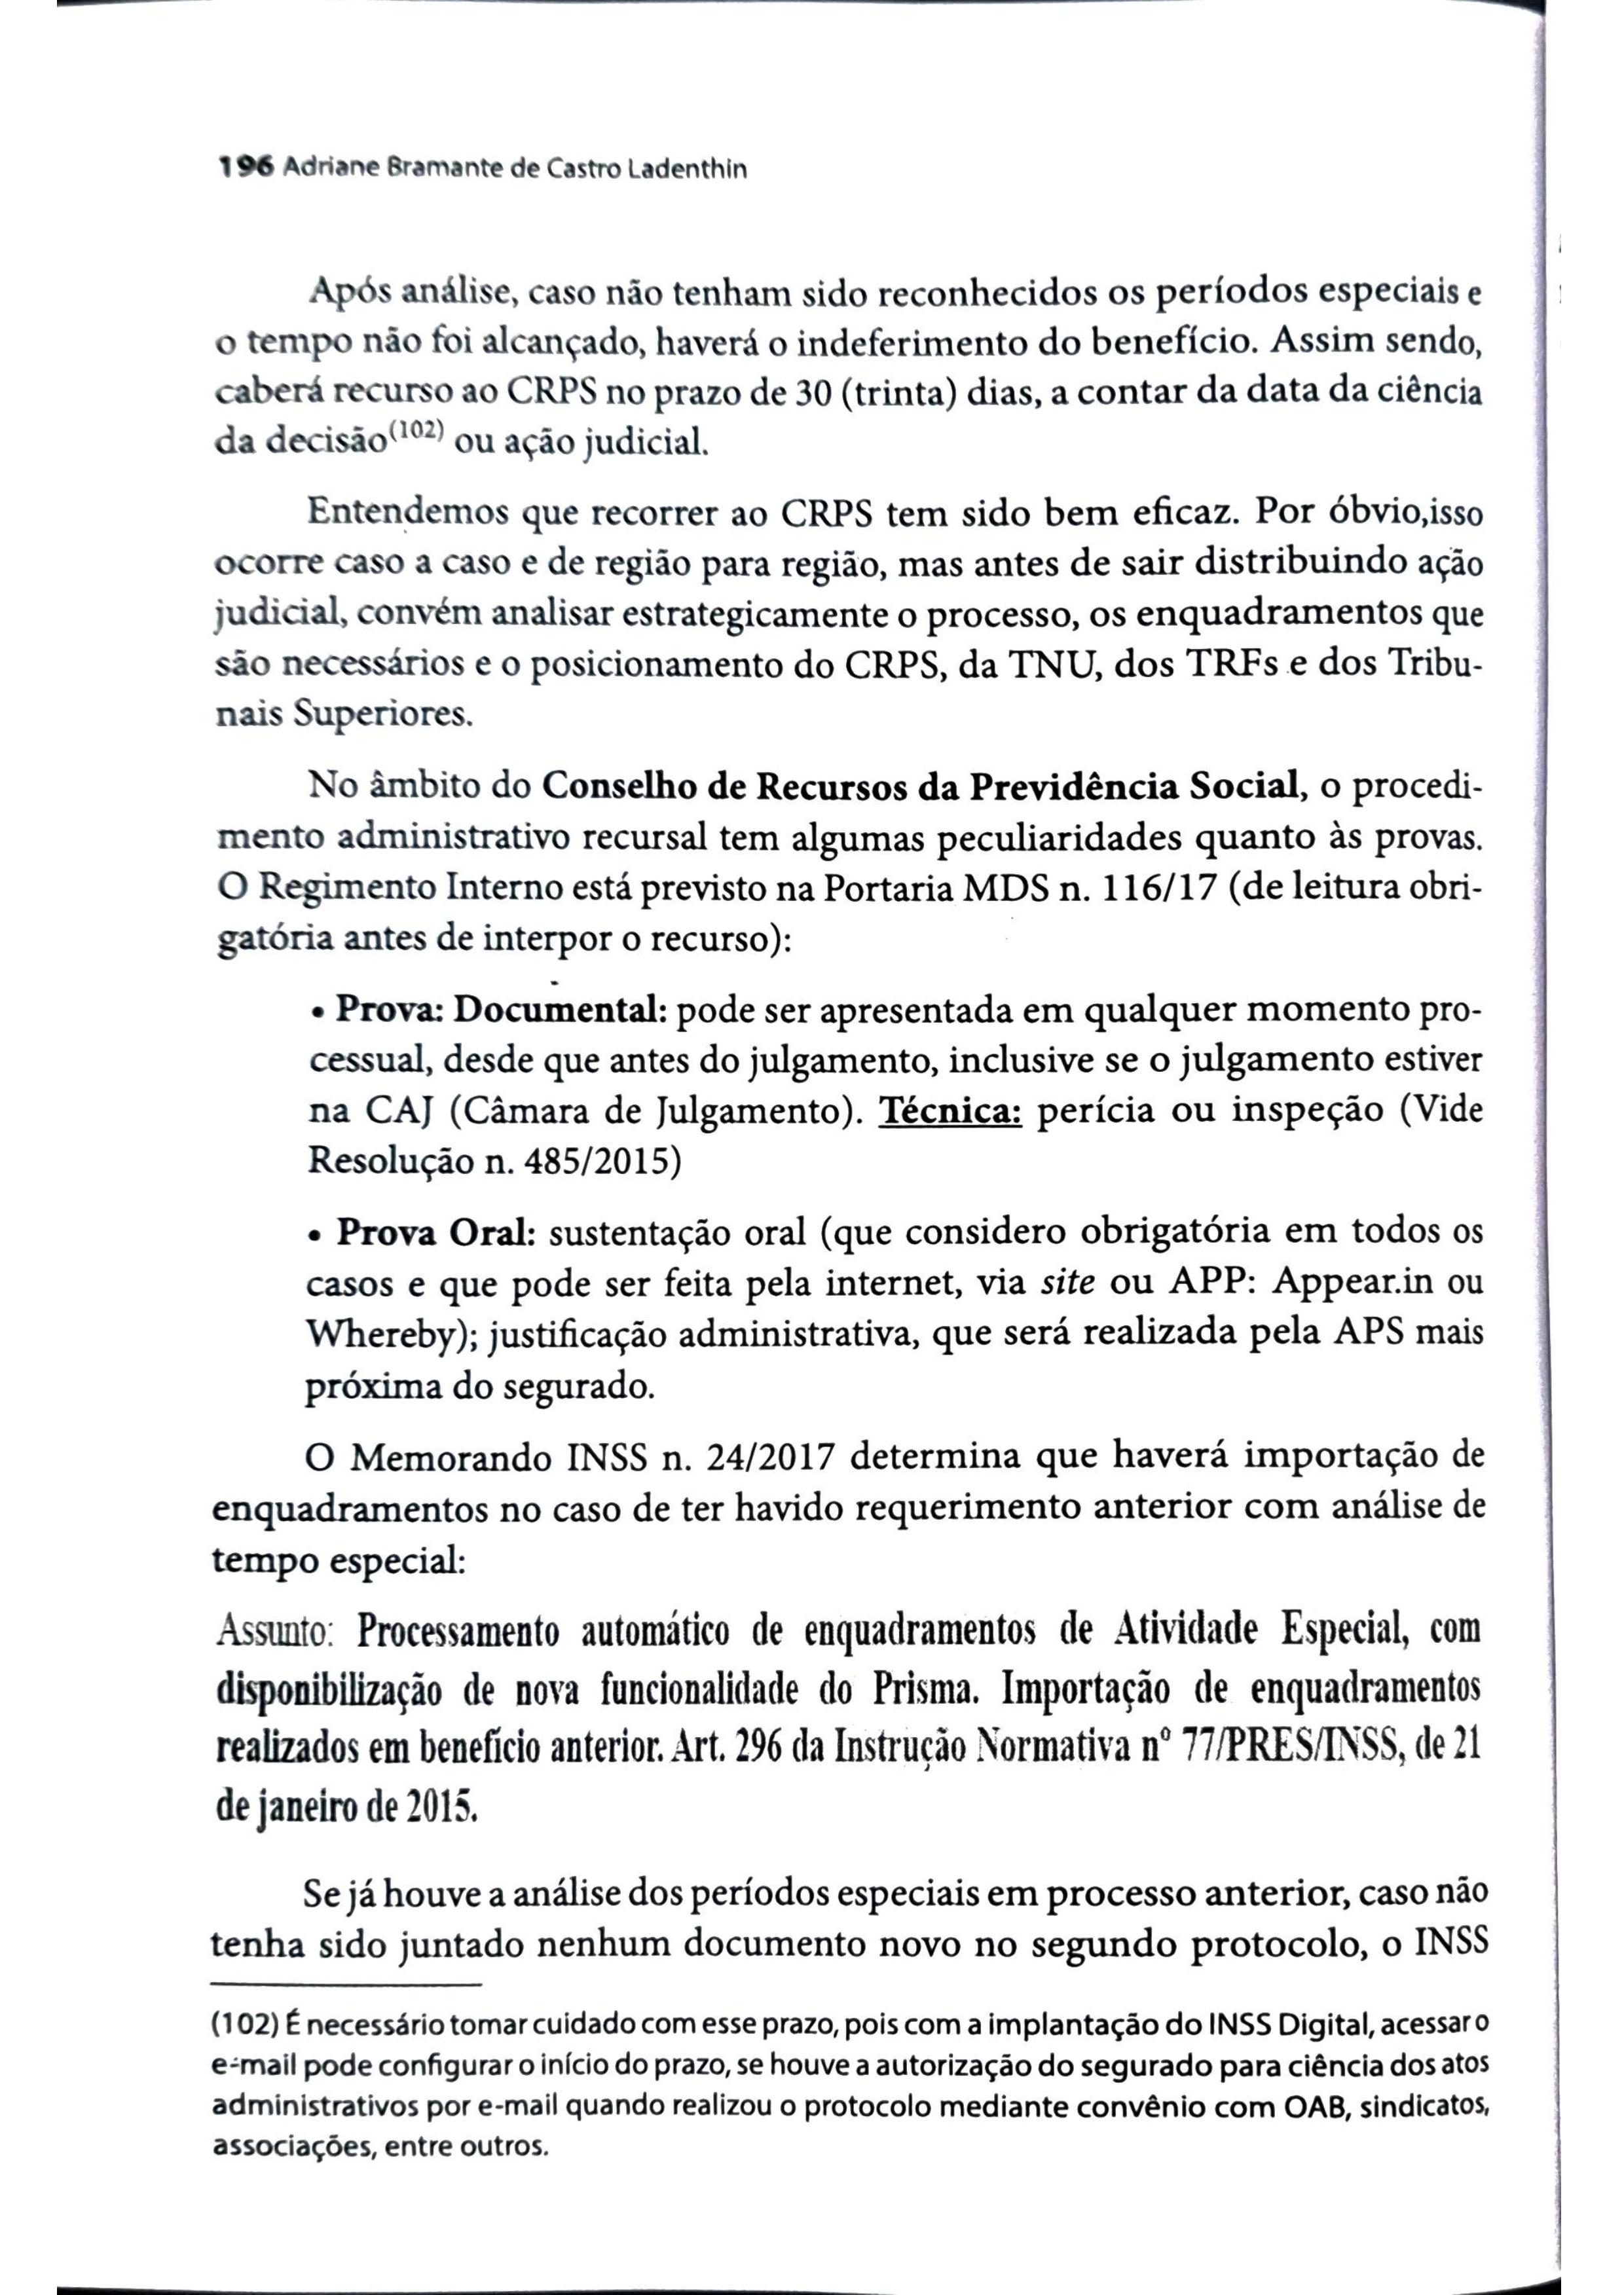 196 Adriane Bramante de Castro Ladenthin
Após análise, caso não tenham sido reconhecidos os períodos especiais e
o tempo não foi alcançado, haverá o indeferimento do benefício. Assim sendo,
caberá recurso ao CRPS no prazo de 30 (trinta) dias, a contar da data da ciência
da decisão(102) ou ação judicial.
Entendemos que recorrer ao CRPS tem sido bem eficaz. Por óbvio,isso
ocorre caso a caso e de região para região, mas antes de sair distribuindo ação
judicial, convém analisar estrategicamente o processo, os enquadramentos que
são necessários e o posicionamento do CRPS, da TNU, dos TRFs e dos Tribu-
nais Superiores.
No âmbito do Conselho de Recursos da Previdência Social, o procedi-
mento administrativo recursal tem algumas peculiaridades quanto às provas.
O Regimento Interno está previsto na Portaria MDS n. 116/17 (de leitura obri-
gatória antes de interpor o recurso):
• Prova: Documental: pode ser apresentada em qualquer momento pro-
cessual, desde que antes do julgamento, inclusive se o julgamento estiver
na CAJ (Câmara de Julgamento). Técnica: perícia ou inspeção (Vide
Resolução n. 485/2015)
• Prova Oral: sustentação oral (que considero obrigatória em todos os
casos e que pode ser feita pela internet, via site ou APP: Appear.in ou
Whereby); justificação administrativa, que será realizada pela APS mais
próxima do segurado.
O Memorando INSS n. 24/2017 determina que haverá importação de
enquadramentos no caso de ter havido requerimento anterior com análise de
tempo especial:
Assunto: Processamento automático de enquadramentos de Atividade Especial, com
disponibilização de nova funcionalidade do Prisma. Importação de enquadramentos
realizados em benefício anterior. Art. 296 da Instrução Normativa nº 77/PRES/INSS, de 21
de janeiro de 2015.
Se já houve a análise dos períodos especiais em processo anterior, caso não
tenha sido juntado nenhum documento novo no segundo protocolo, o INSS
(102) É necessário tomar cuidado com esse prazo, pois com a implantação do INSS Digital, acessar o
e-mail pode configurar o início do prazo, se houve a autorização do segurado para ciência dos atos
administrativos por e-mail quando realizou o protocolo mediante convênio com OAB, sindicatos,
associações, entre outros.